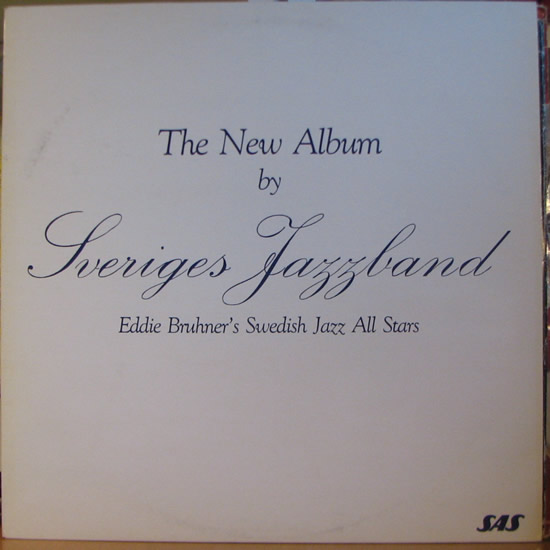 The New Album
by
Sveriges Jazzband
Eddie Bruhner's Swedish Jazz All Stars
SAS